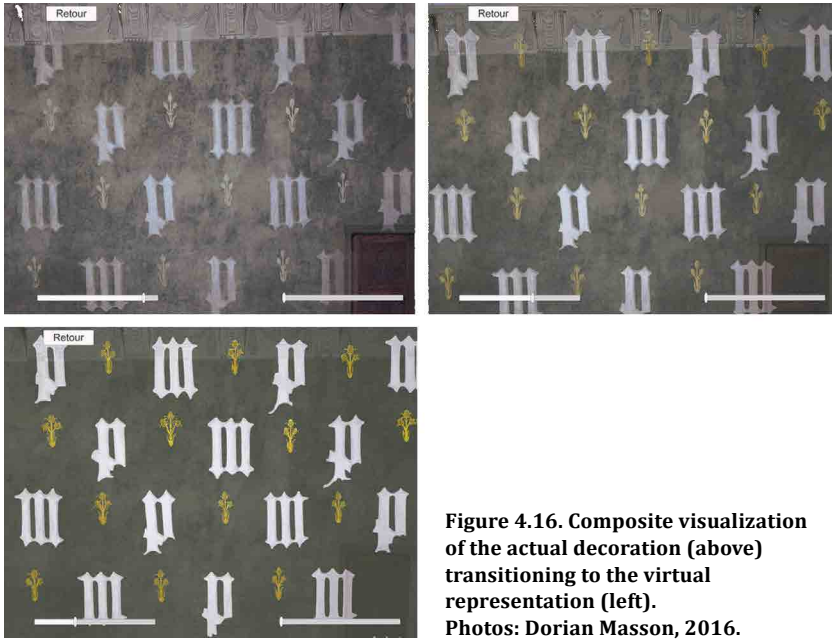 Retour
Retour
Retour
Figure 4.16. Composite visualization
of the actual decoration (above)
transitioning to the virtual
representation (left).
Photos: Dorian Masson, 2016.